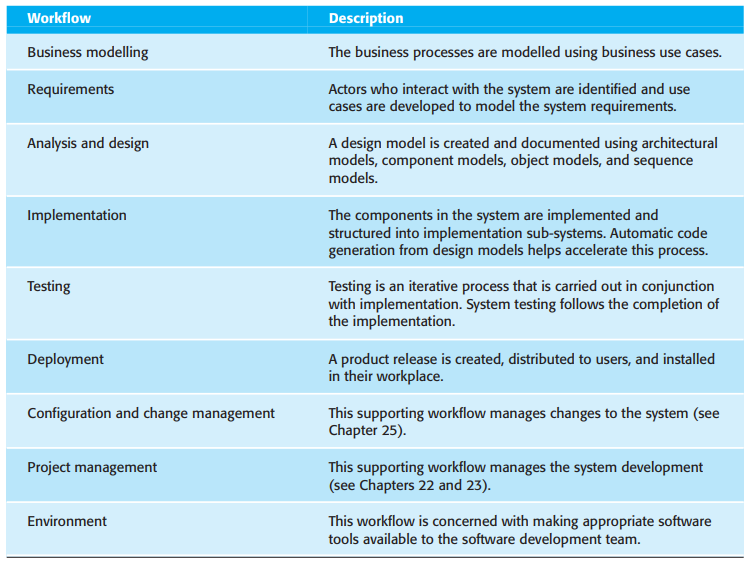 Workflow Description
Business modelling The business processes are modelled using business use cases.
Requirements Actors who interact with the system are identified and use
cases are developed to model the system requirements.
Analysis and design A design model is created and documented using architectural
models, component models, object models, and sequence
models.
Implementation The components in the system are implemented and
structured into implementation sub-systems. Automatic code
generation from design models helps accelerate this process.
Testing Testing is an iterative process that is carried out in conjunction
with implementation. System testing follows the completion of
the implementation.
Deployment A product release is created, distributed to users, and installed
in their workplace.
Configuration and change management This supporting workflow manages changes to the system (see
Chapter 25).
Project management This supporting workflow manages the system development
(see Chapters 22 and 23).
Environment This workflow is concerned with making appropriate software
tools available to the software development team.